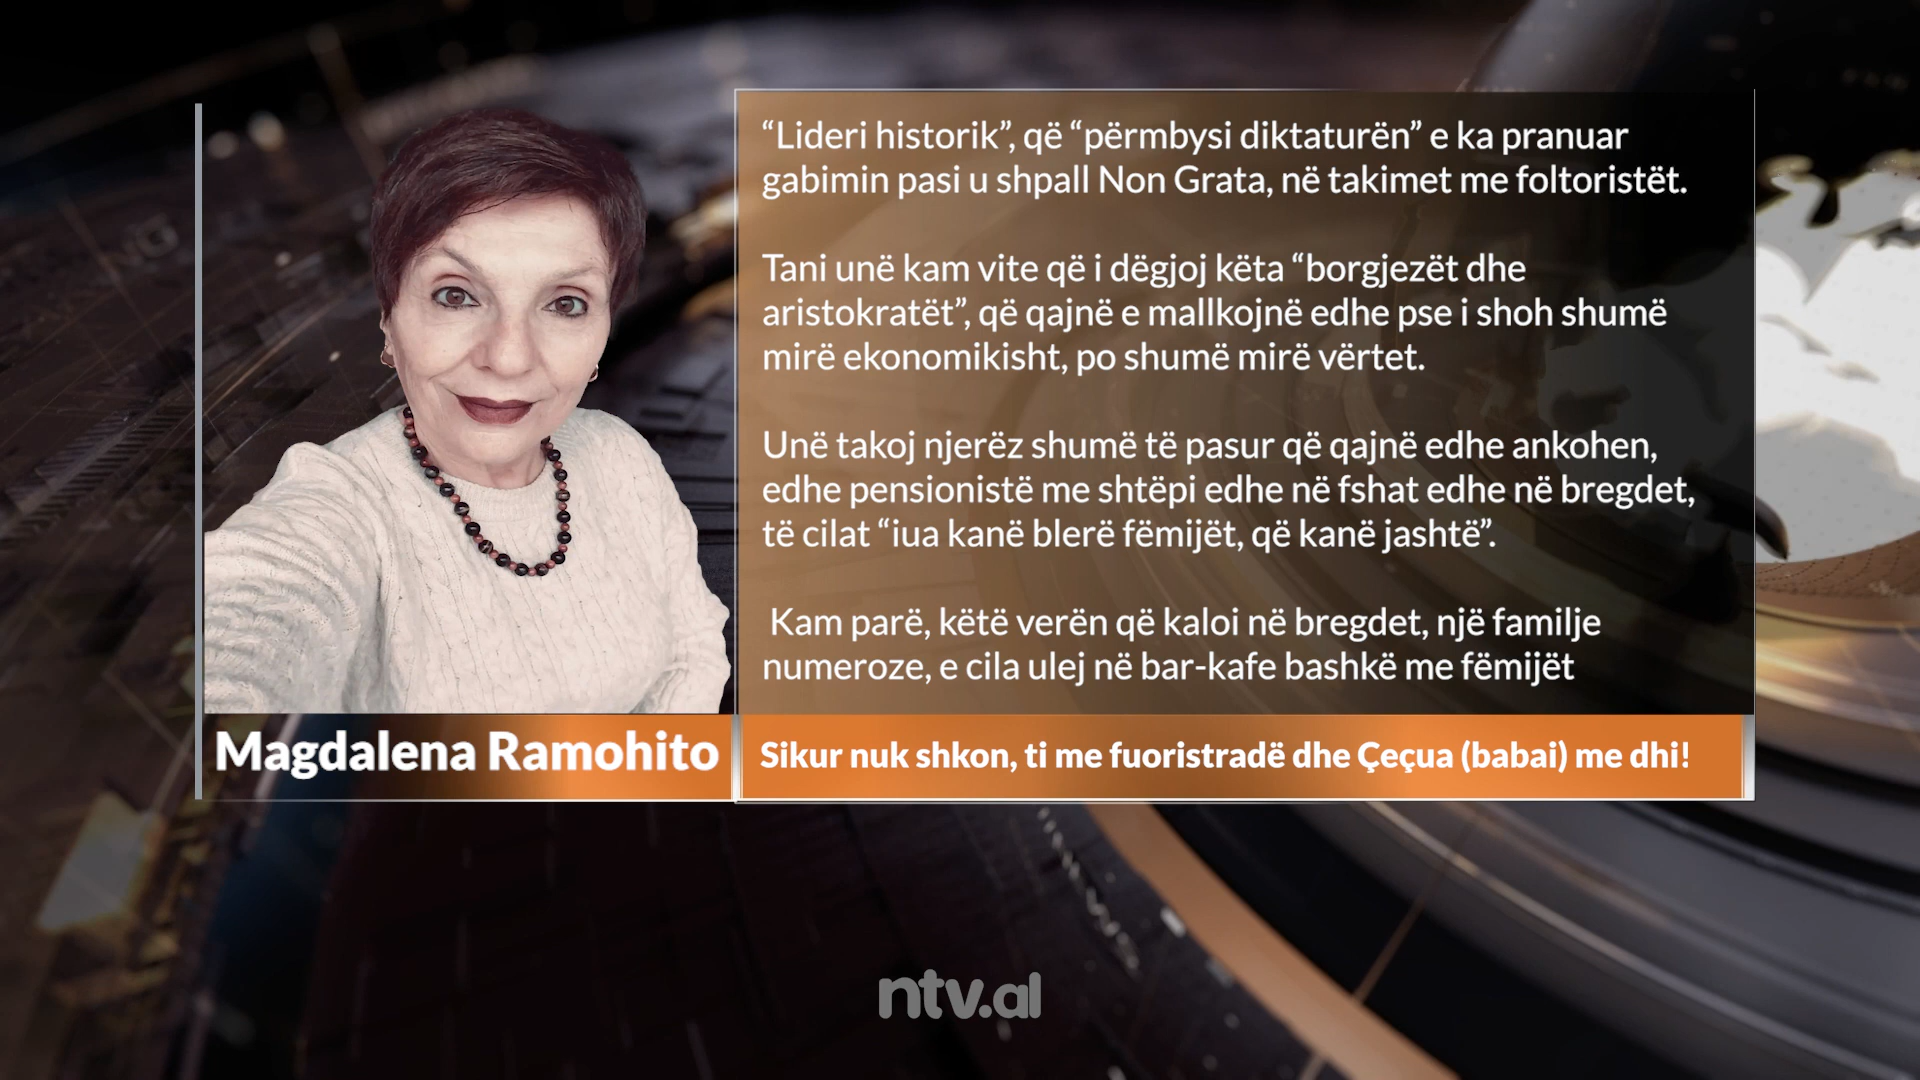 “Lideri historik”, që “përmbysi diktaturën” e ka pranuar
gabimin pasi u shpall Non Grata, në takimet me foltoristët.
Tani unë kam vite që i dëgjoj këta “borgjezët dhe
aristokratët”, që qajnë e mallkojnë edhe pse i shoh shumë
mirë ekonomikisht, po shumë mirë vërtet.
Unë takoj njerëz shumë të pasur që qajnë edhe ankohen,
edhe pensionistë me shtëpi edhe në fshat edhe në bregdet,
të cilat “iua kanë blerë fëmijët, që kanë jashtë”.
Kam parë, këtë verën që kaloi në bregdet, një familje
numeroze, e cila ulej në bar-kafe bashkë me fëmijët
Magdalena Ramohito
Sikur nuk shkon, ti me fuoristradë dhe Çeçua (babai) me dhi!
ntv.al